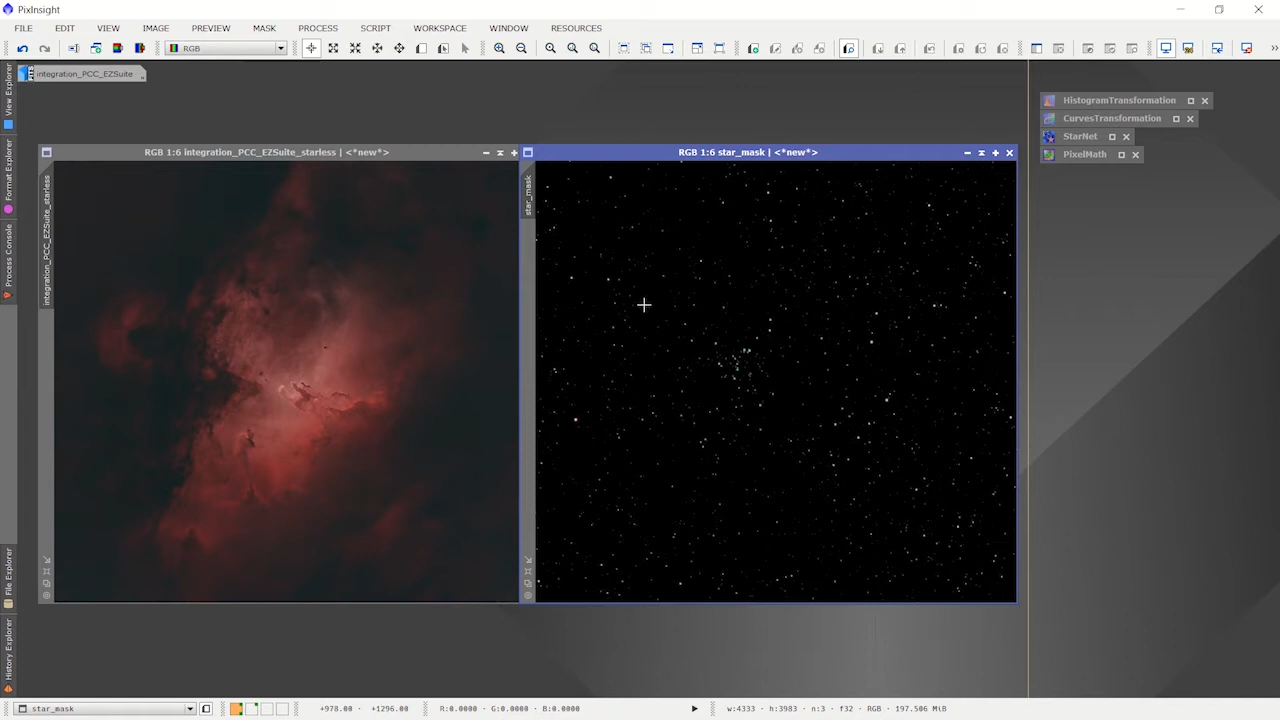 PixInsight
FILE EDIT VIEW IMAGE PREVIEW MASK PROCESS SCRIPT WORKSPACE WINDOW RESOURCES
RGB
integration_PCC_EZSuite
View Explorer
Format Explorer
Process Console
File Explorer
History Explorer
HistogramTransformation
CurvesTransformation
StarNet
PixelMath
RGB 1:6 integration_PCC_EZSuite_starless | <*new*>
integration_PCC_EZSuite_starless
RGB 1:6 star_mask | <*new*>
star_mask
star_mask
+978.00 +1296.00
R:0.0000 · G:0.0000 · B:0.0000
w:4333 · h:3983 · n:3 · f32 · RGB · 197.506 MiB